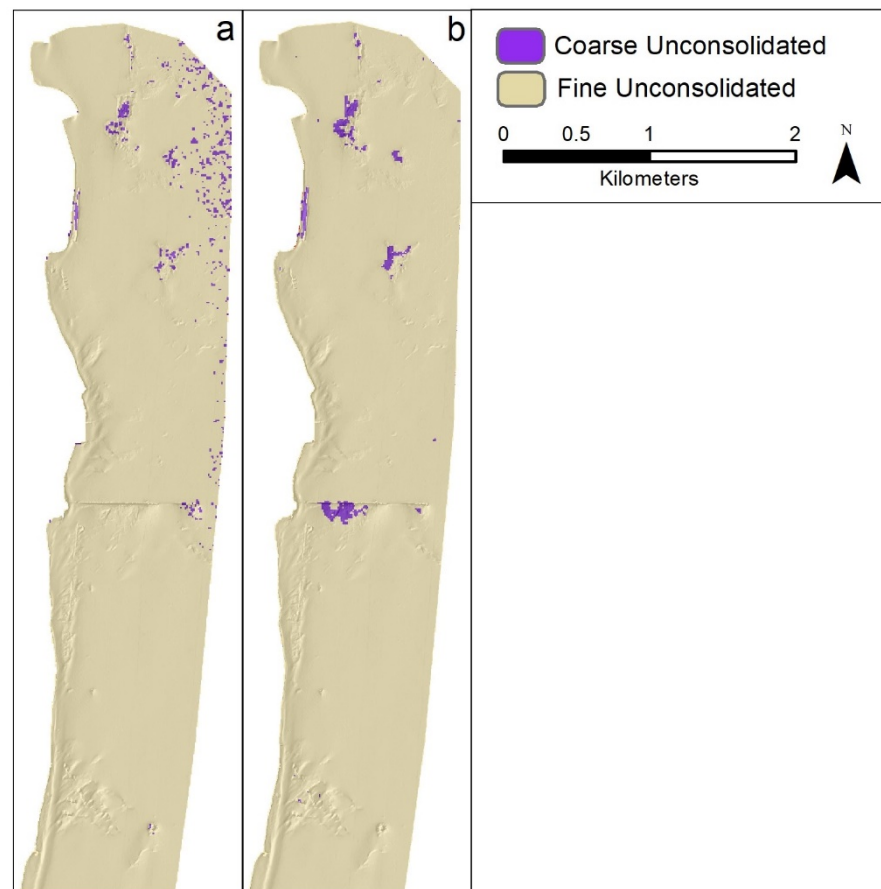 a
b
Coarse Unconsolidated
Fine Unconsolidated
0 0.5 1 2
Kilometers
N